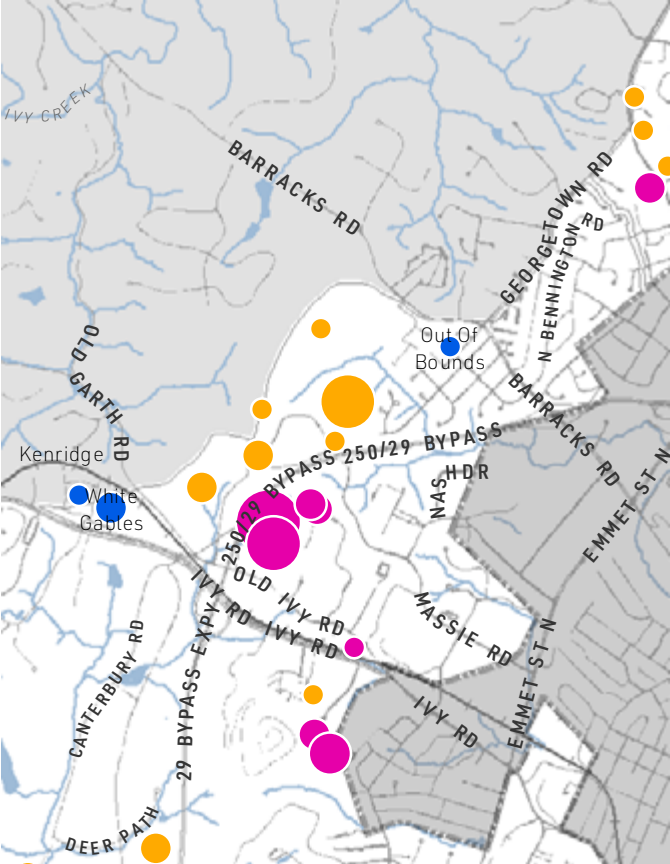 IVY CREEK
BARRACKS RD
GEORGETOWN RD
N BENNINGTON RD
OLD GARTH RD
Out Of
Bounds
BARRACKS RD
Kenridge
250/29 BYPASS
250/29 BYPASS
HDR
NAS
White
Gables
EMMET ST N
OLD IVY RD
IVY RD
IVY RD
MASSIE RD
CANTERBURY RD
29 BYPASS EXPY
EMMET ST N
IVY RD
DEER PATH